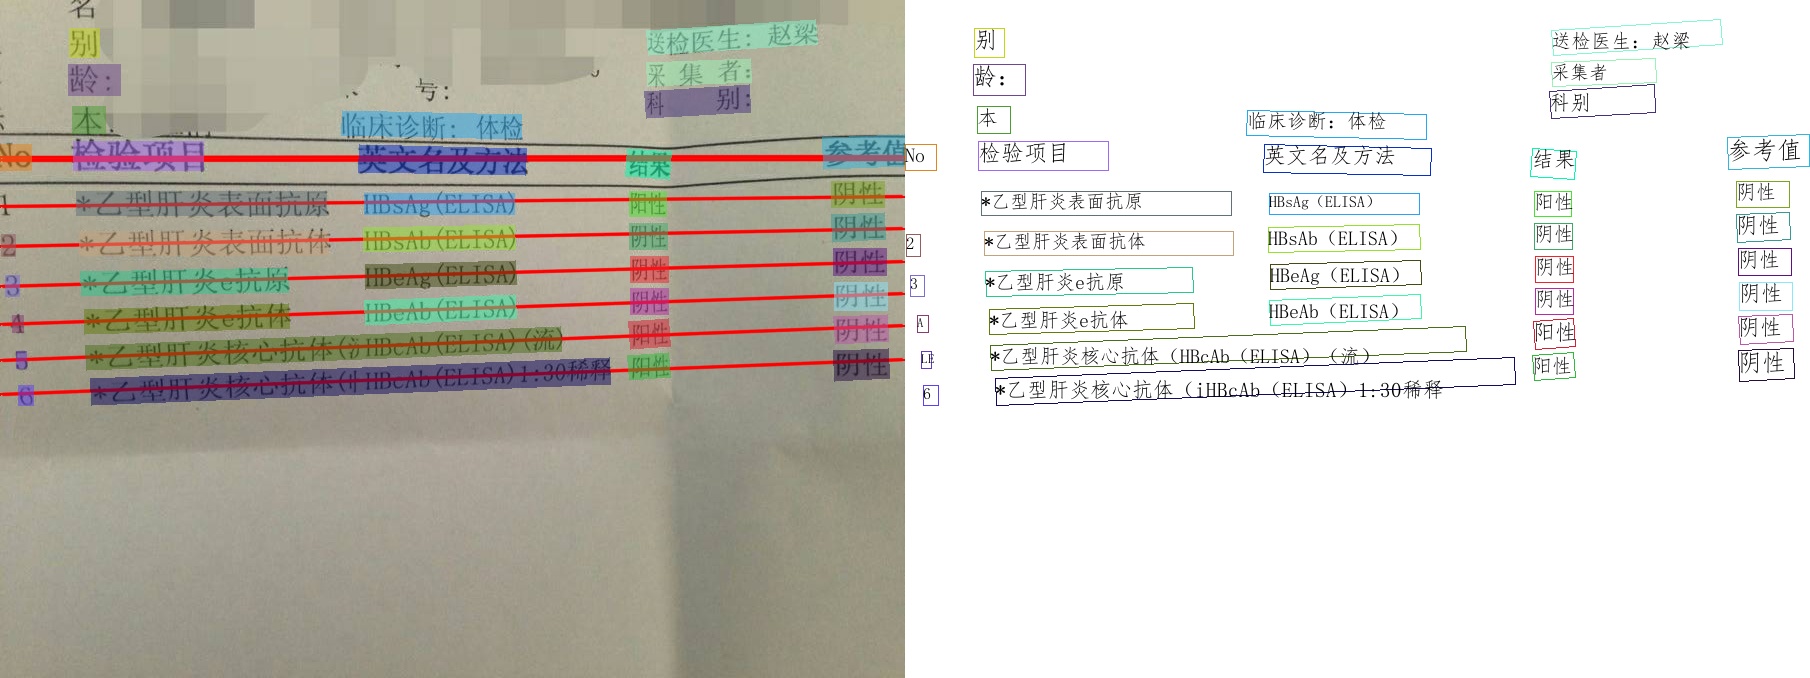 名
别 送检医生: 赵梁
龄: 采集者:
号: 科 别:
本 临床诊断: 体检
No 检验项目 英文名及方法 结果 参考值
1 *乙型肝炎表面抗原 HBsAg(ELISA) 阳性 阴性
2 *乙型肝炎表面抗体 HBsAb(ELISA) 阴性 阴性
3 *乙型肝炎e抗原 HBeAg(ELISA) 阴性 阴性
4 *乙型肝炎e抗体 HBeAb(ELISA) 阴性 阴性
5 *乙型肝炎核心抗体(HBcAb(ELISA)(流) 阳性 阴性
6 *乙型肝炎核心抗体( HBcAb(ELISA)1:30稀释 阳性 阴性
别 送检医生：赵梁
龄： 采集者
科别
本 临床诊断：体检
No 检验项目 英文名及方法 结果 参考值
*乙型肝炎表面抗原 HBsAg（ELISA） 阳性 阴性
2 *乙型肝炎表面抗体 HBsAb（ELISA） 阴性 阴性
3 *乙型肝炎e抗原 HBeAg（ELISA） 阴性 阴性
A *乙型肝炎e抗体 HBeAb（ELISA） 阴性 阴性
LE *乙型肝炎核心抗体（HBcAb（ELISA）（流） 阳性 阴性
6 *乙型肝炎核心抗体（iHBcAb（ELISA）1:30稀释 阳性 阴性